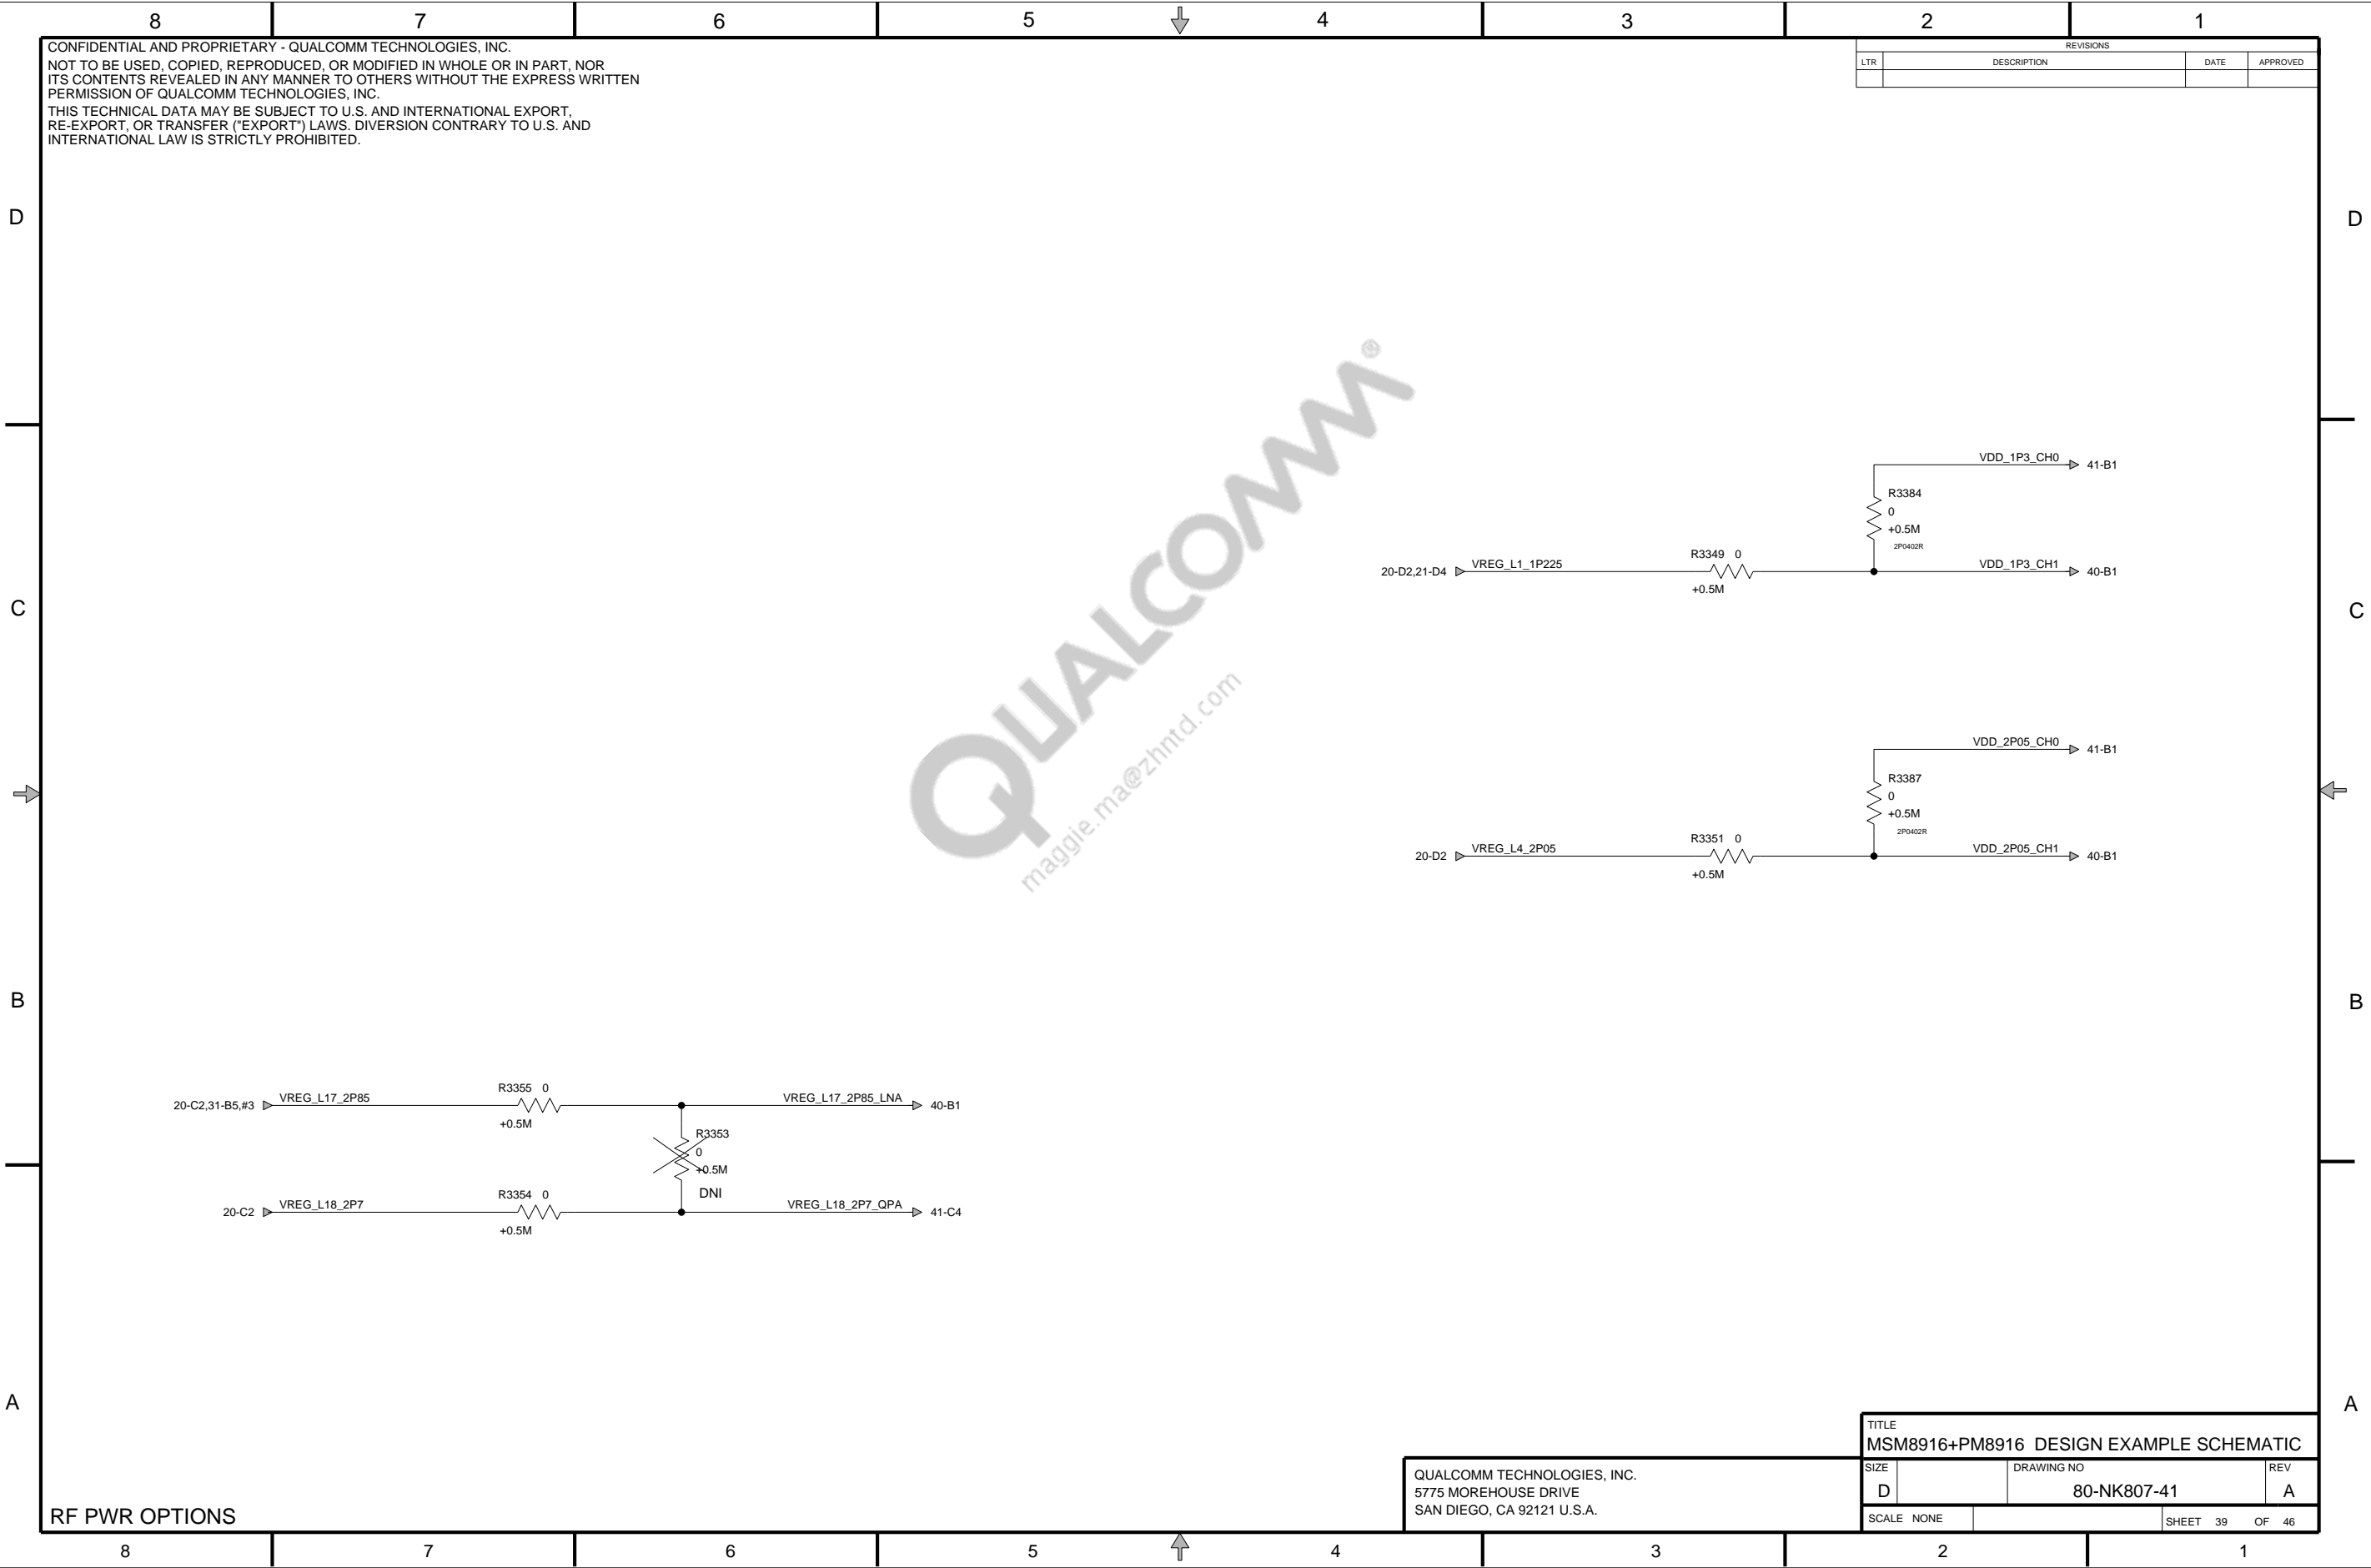 8 7 6 5 4 3 2 1
CONFIDENTIAL AND PROPRIETARY - QUALCOMM TECHNOLOGIES, INC.
NOT TO BE USED, COPIED, REPRODUCED, OR MODIFIED IN WHOLE OR IN PART, NOR
ITS CONTENTS REVEALED IN ANY MANNER TO OTHERS WITHOUT THE EXPRESS WRITTEN
PERMISSION OF QUALCOMM TECHNOLOGIES, INC.
THIS TECHNICAL DATA MAY BE SUBJECT TO U.S. AND INTERNATIONAL EXPORT,
RE-EXPORT, OR TRANSFER ("EXPORT") LAWS. DIVERSION CONTRARY TO U.S. AND
INTERNATIONAL LAW IS STRICTLY PROHIBITED.
REVISIONS
LTR DESCRIPTION DATE APPROVED
D D
QUALCOMM®
maggie.ma@zhntd.com
VDD_1P3_CH0 41-B1
R3384
0
+0.5M
2P0402R
20-D2,21-D4 VREG_L1_1P225 R3349 0 VDD_1P3_CH1 40-B1
+0.5M
C C
VDD_2P05_CH0 41-B1
R3387
0
+0.5M
2P0402R
20-D2 VREG_L4_2P05 R3351 0 VDD_2P05_CH1 40-B1
+0.5M
B B
20-C2,31-B5,#3 VREG_L17_2P85 R3355 0 VREG_L17_2P85_LNA 40-B1
+0.5M
R3353
0
+0.5M
DNI
20-C2 VREG_L18_2P7 R3354 0 VREG_L18_2P7_QPA 41-C4
+0.5M
A A
TITLE
MSM8916+PM8916 DESIGN EXAMPLE SCHEMATIC
QUALCOMM TECHNOLOGIES, INC.
5775 MOREHOUSE DRIVE
SAN DIEGO, CA 92121 U.S.A.
SIZE DRAWING NO REV
D 80-NK807-41 A
SCALE NONE SHEET 39 OF 46
RF PWR OPTIONS
8 7 6 5 4 3 2 1